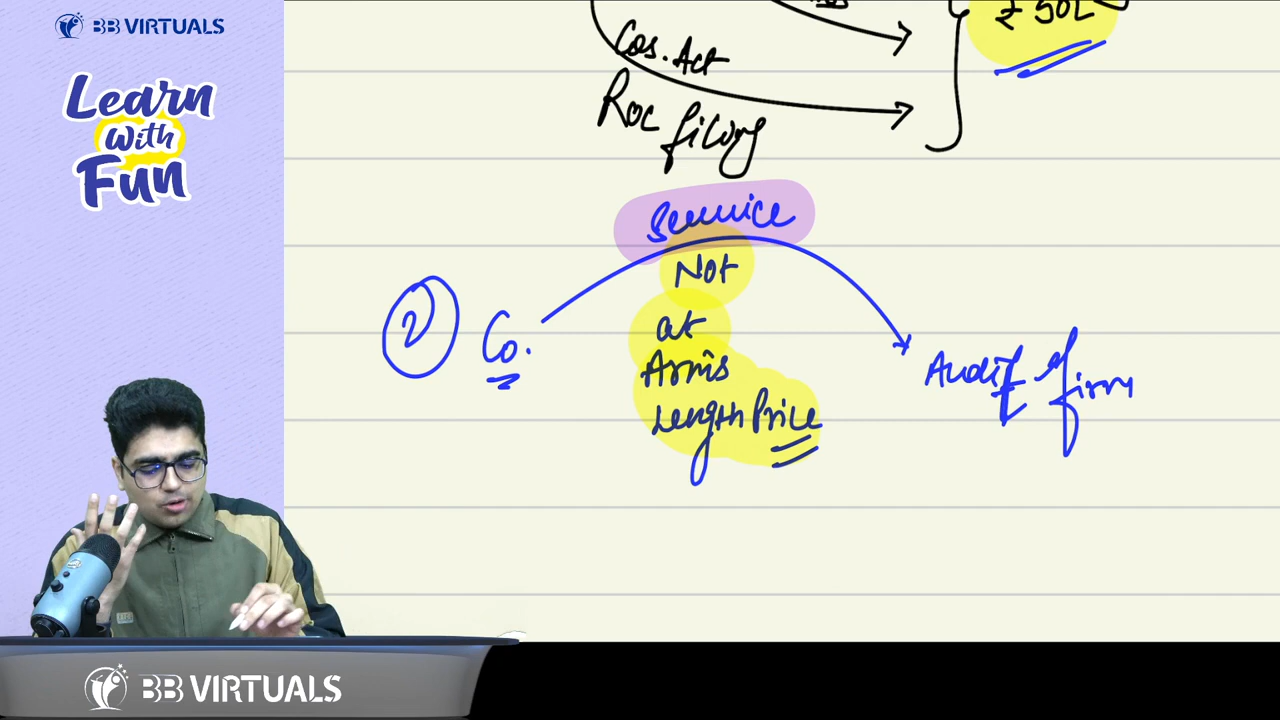 BB VIRTUALS
Learn
with
Fun
₹ 50L
Cos. Act
Roc filing
Service
Not
at
Arm's
Length Price
2
Co.
Audit firm
BB VIRTUALS